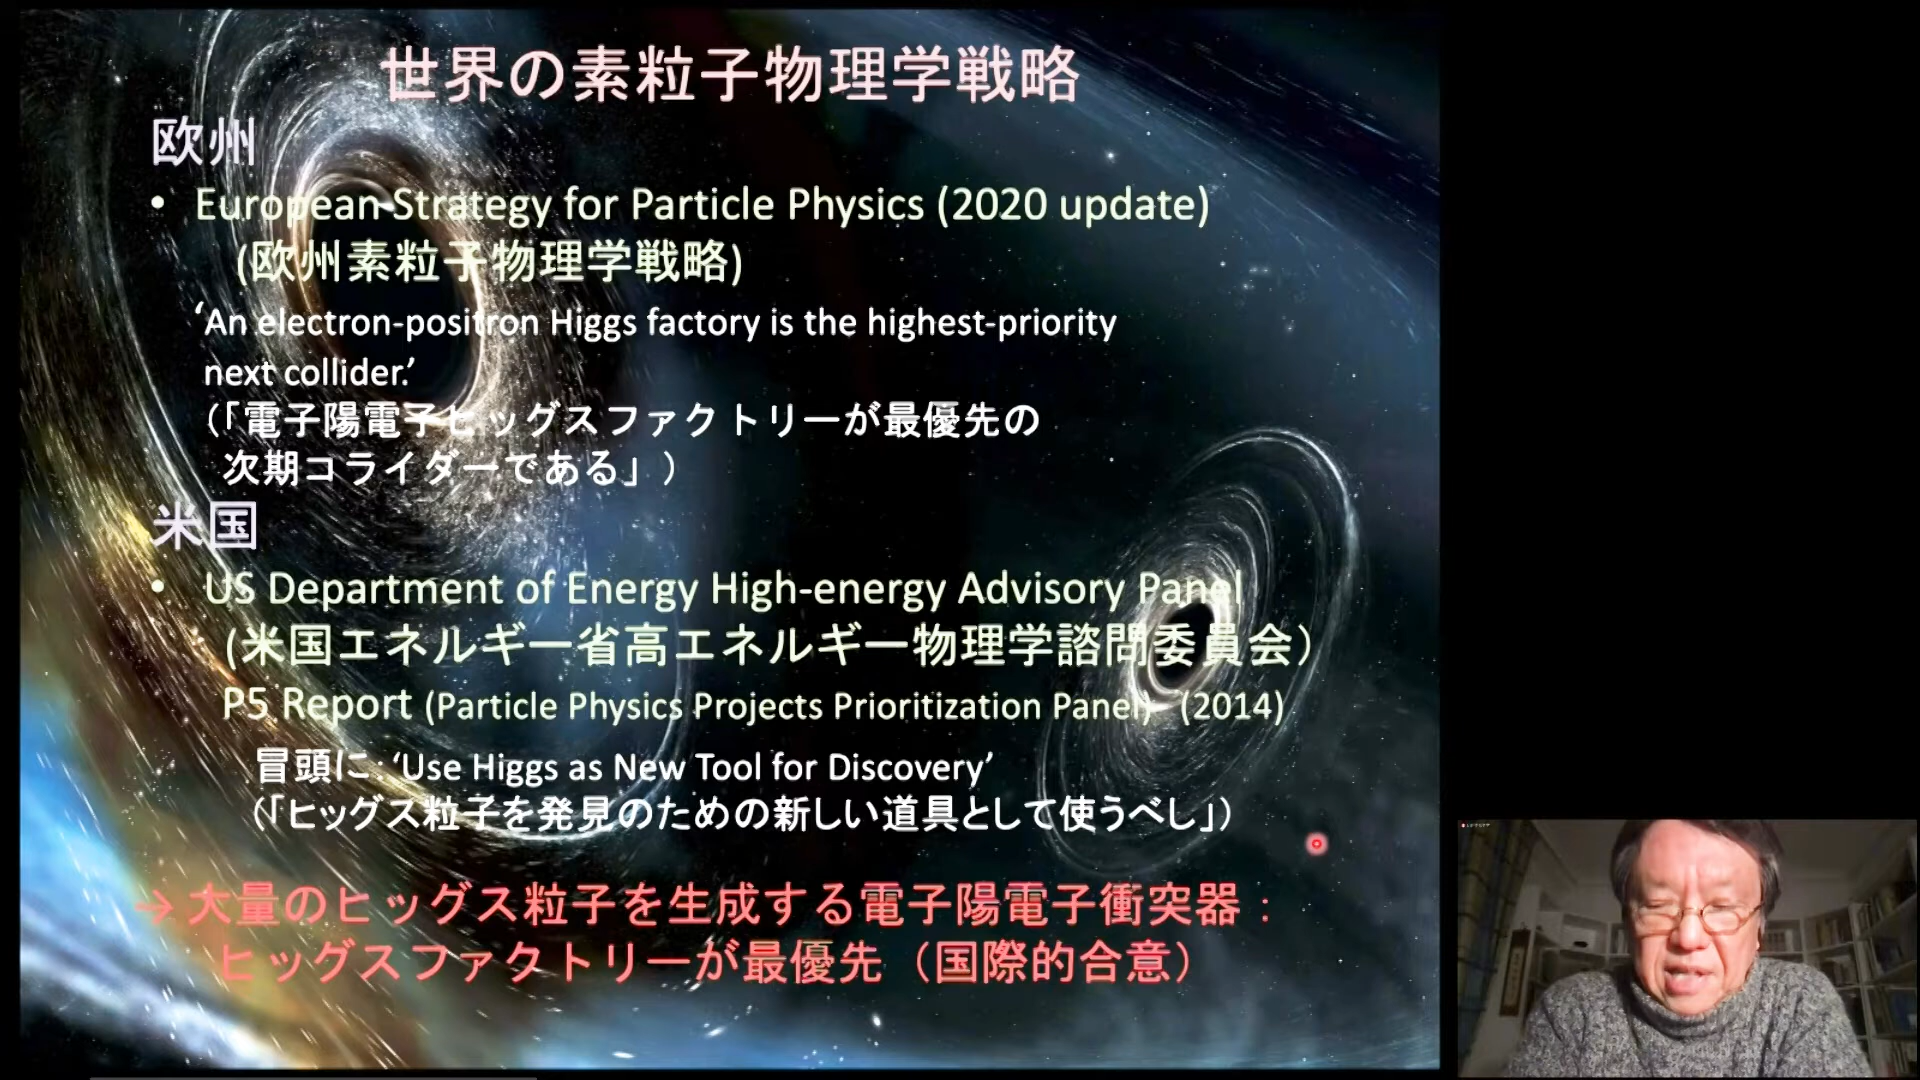 世界の素粒子物理学戦略
欧州
• European Strategy for Particle Physics (2020 update)
(欧州素粒子物理学戦略)
‘An electron-positron Higgs factory is the highest-priority
next collider.’
（「電子陽電子ヒッグスファクトリーが最優先の
次期コライダーである」）
米国
• US Department of Energy High-energy Advisory Panel
(米国エネルギー省高エネルギー物理学諮問委員会）
P5 Report (Particle Physics Projects Prioritization Panel) (2014)
冒頭に: ‘Use Higgs as New Tool for Discovery’
（「ヒッグス粒子を発見のための新しい道具として使うべし」）
→ 大量のヒッグス粒子を生成する電子陽電子衝突器：
ヒッグスファクトリーが最優先（国際的合意）